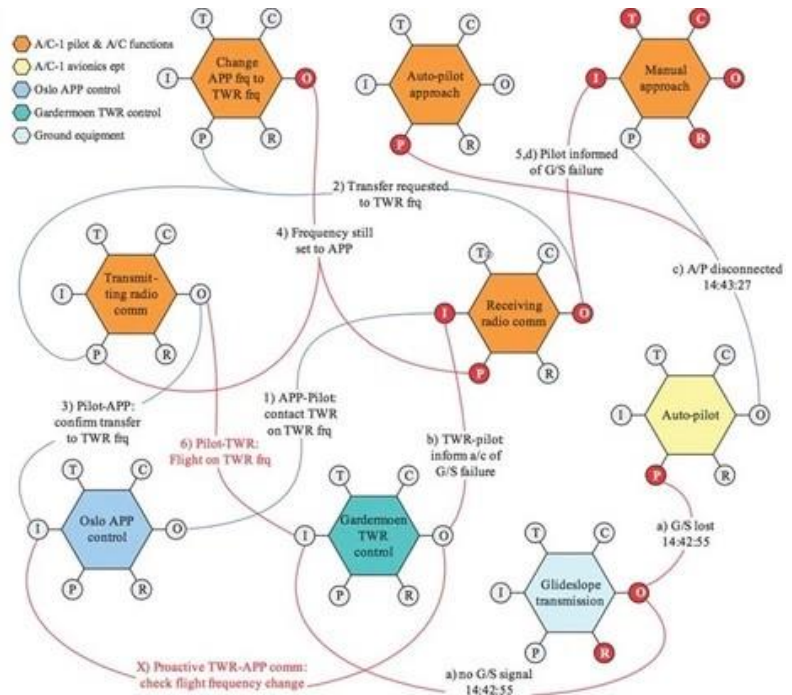 A/C-1 pilot & A/C functions
A/C-1 avionics ept
Oslo APP control
Gardermoen TWR control
Ground equipment
T
C
I
Change
APP frq to
TWR frq
O
P
R
T
C
I
Auto-pilot
approach
O
P
R
T
C
I
Manual
approach
O
P
R
5,d) Pilot informed
of G/S failure
2) Transfer requested
to TWR frq
4) Frequency still
set to APP
c) A/P disconnected
14:43:27
T
C
I
Transmit-
ting radio
comm
O
P
R
T
C
I
Receiving
radio comm
O
P
R
T
C
I
Auto-pilot
O
P
R
3) Pilot-APP:
confirm transfer
to TWR frq
1) APP-Pilot:
contact TWR
on TWR frq
6) Pilot-TWR:
Flight on TWR frq
b) TWR-pilot
inform a/c of
G/S failure
a) G/S lost
14:42:55
T
C
I
Oslo APP
control
O
P
R
T
C
I
Gardermoen
TWR
control
O
P
R
T
C
I
Glideslope
transmission
O
P
R
X) Proactive TWR-APP comm:
check flight frequency change
a) no G/S signal
14:42:55